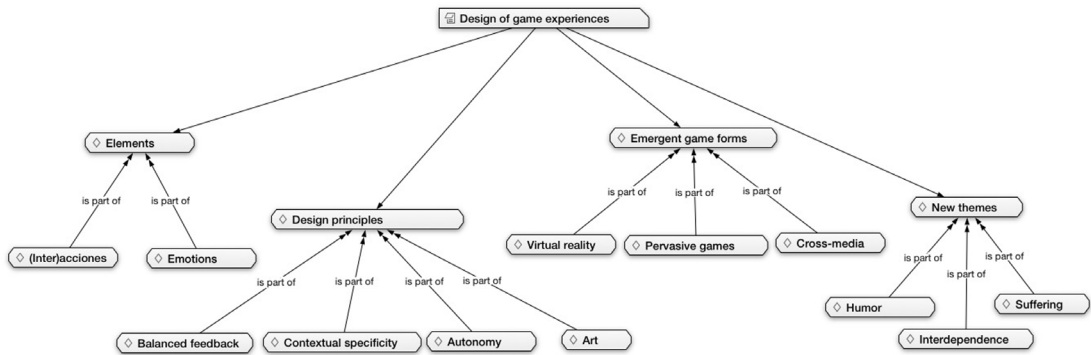 Design of game experiences
Elements
Emergent game forms
is part of
is part of
is part of
is part of
is part of
New themes
Design principles
(Inter)acciones
Emotions
Virtual reality
Pervasive games
Cross-media
is part of
is part of
is part of
is part of
is part of
is part of
is part of
Humor
Suffering
Interdependence
Balanced feedback
Contextual specificity
Autonomy
Art